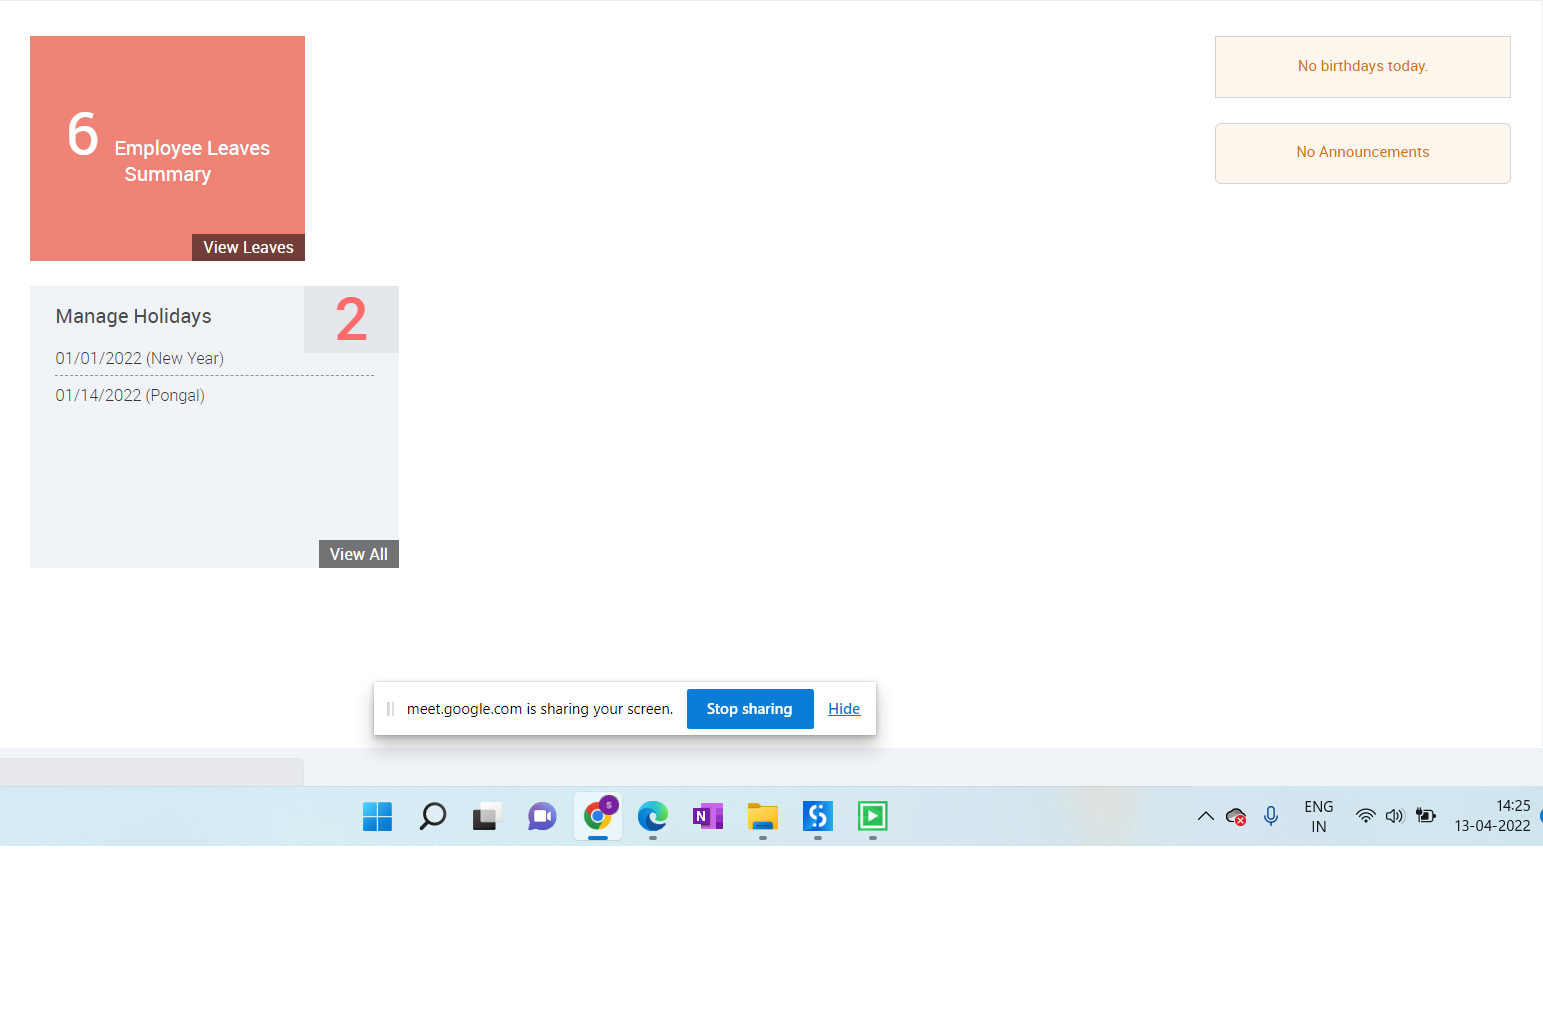 6 Employee Leaves
Summary
View Leaves
No birthdays today.
No Announcements
Manage Holidays
2
01/01/2022 (New Year)
01/14/2022 (Pongal)
View All
meet.google.com is sharing your screen. Stop sharing Hide
S
N
ENG
IN
14:25
13-04-2022